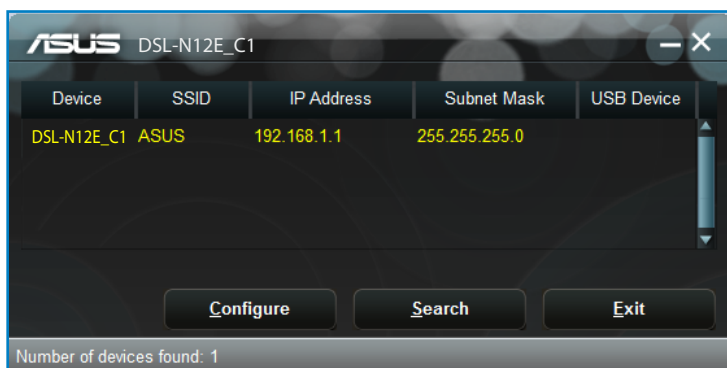 ASUS DSL-N12E_C1
Device SSID IP Address Subnet Mask USB Device
DSL-N12E_C1 ASUS 192.168.1.1 255.255.255.0
Configure Search Exit
Number of devices found: 1